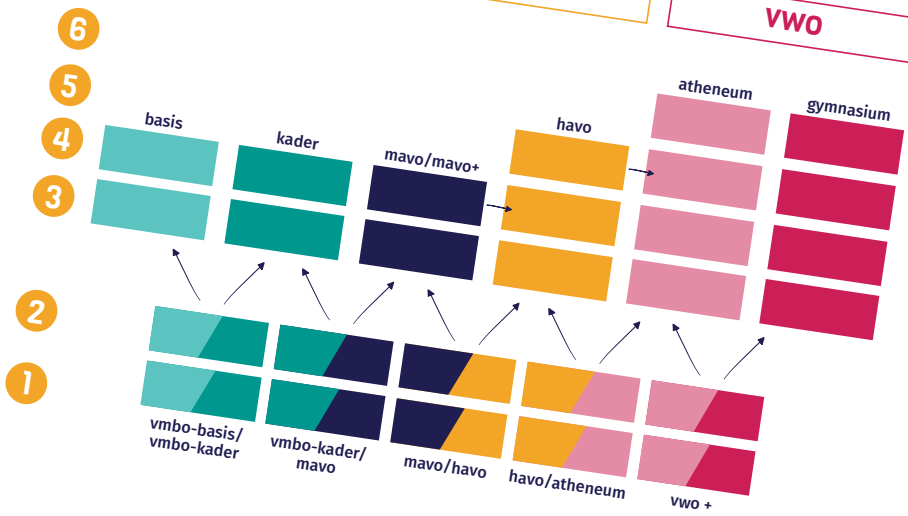 vwo
6
5
4
3
2
1
basis
kader
mavo/mavo+
havo
atheneum
gymnasium
vmbo-basis/
vmbo-kader
vmbo-kader/
mavo
mavo/havo
havo/atheneum
vwo +